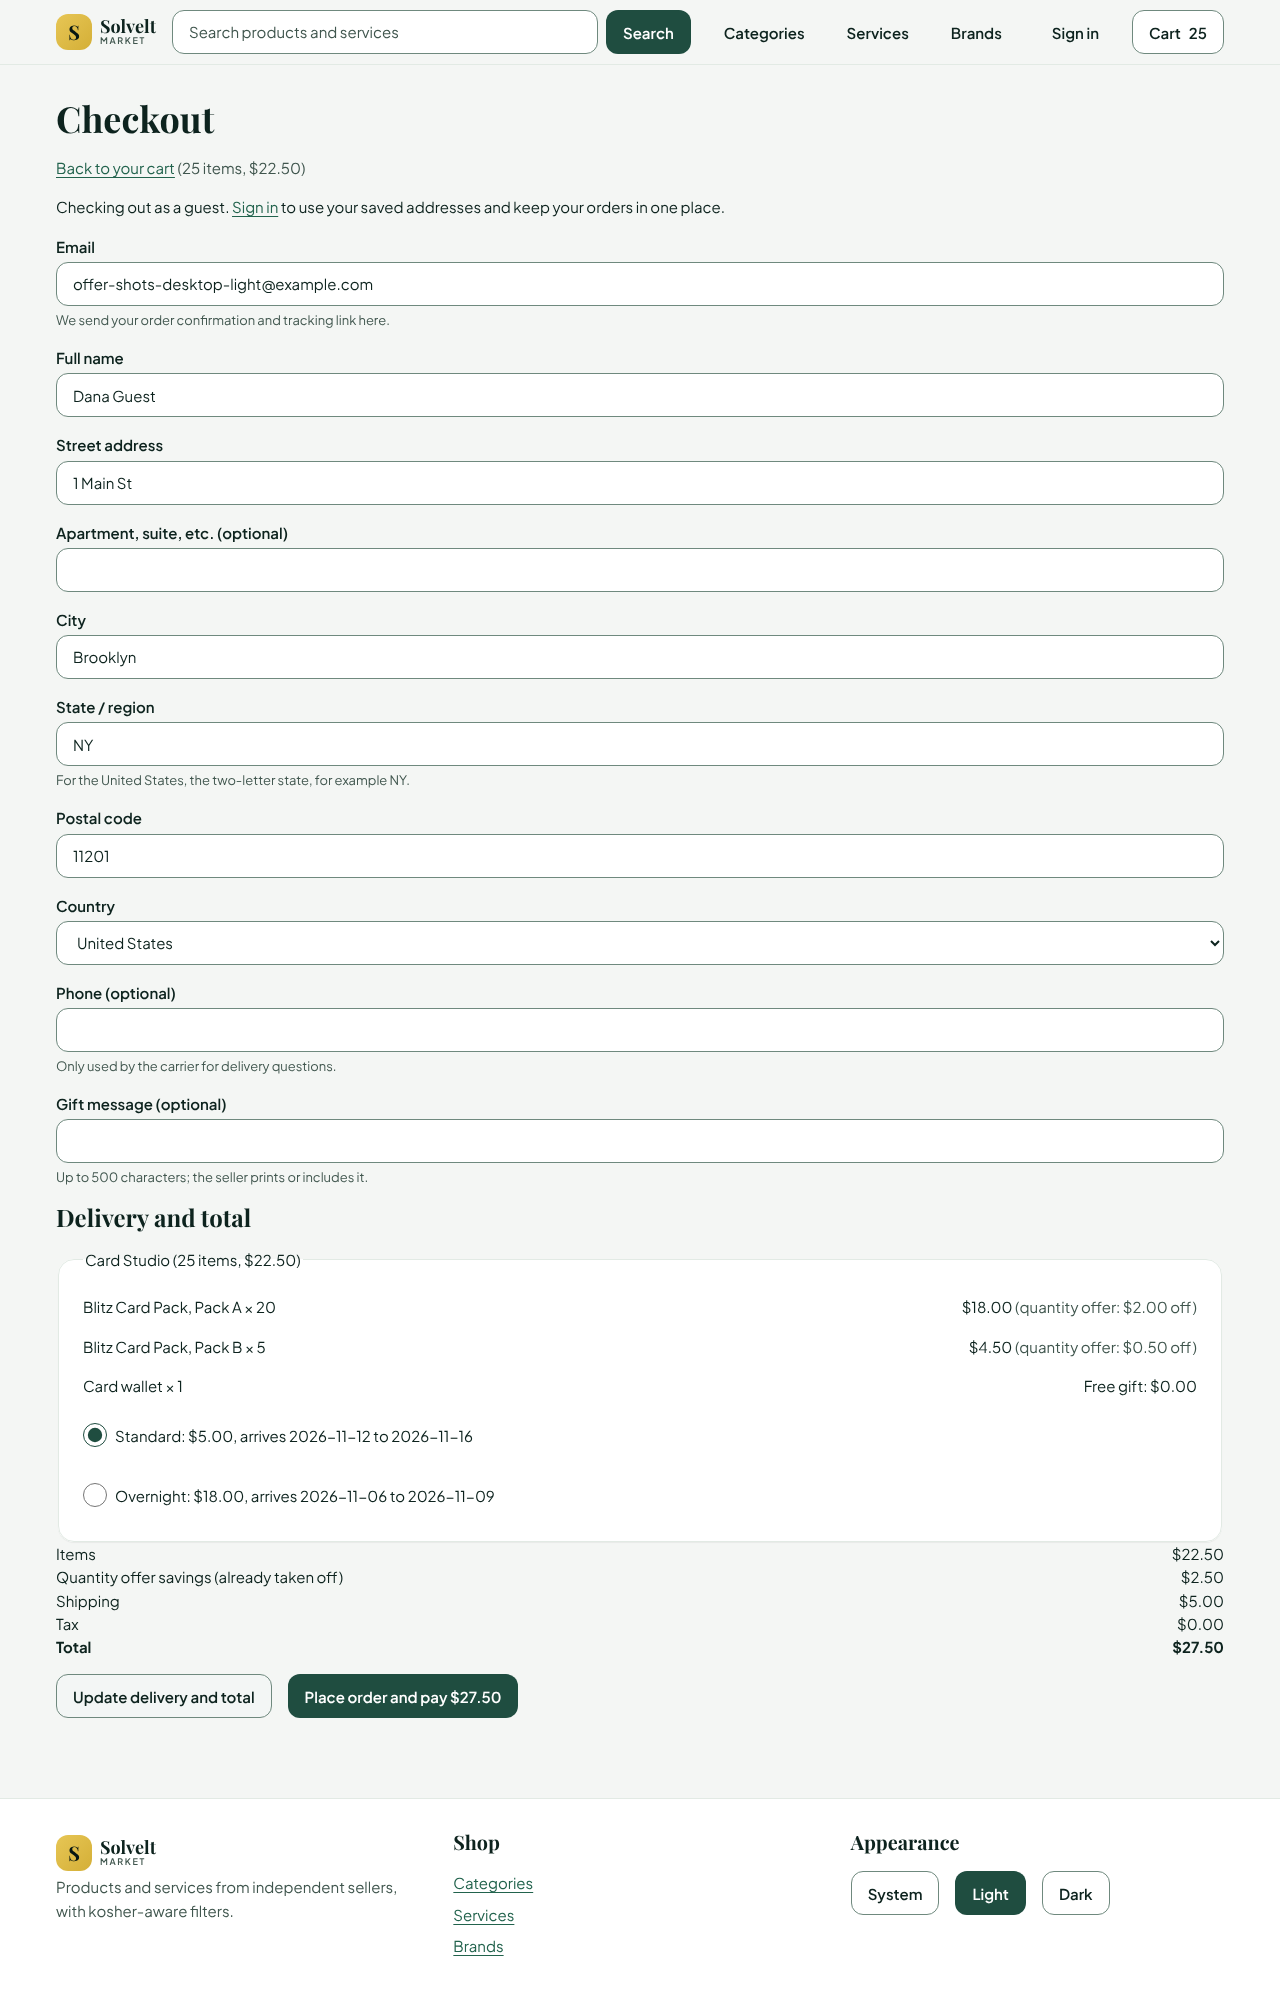 S Solvelt MARKET
Search products and services
Search
Categories
Services
Brands
Sign in
Cart 25
Checkout
Back to your cart (25 items, $22.50)
Checking out as a guest. Sign in to use your saved addresses and keep your orders in one place.
Email
offer-shots-desktop-light@example.com
We send your order confirmation and tracking link here.
Full name
Dana Guest
Street address
1 Main St
Apartment, suite, etc. (optional)
City
Brooklyn
State / region
NY
For the United States, the two-letter state, for example NY.
Postal code
11201
Country
United States
Phone (optional)
Only used by the carrier for delivery questions.
Gift message (optional)
Up to 500 characters; the seller prints or includes it.
Delivery and total
Card Studio (25 items, $22.50)
Blitz Card Pack, Pack A × 20 $18.00 (quantity offer: $2.00 off)
Blitz Card Pack, Pack B × 5 $4.50 (quantity offer: $0.50 off)
Card wallet × 1 Free gift: $0.00
Standard: $5.00, arrives 2026-11-12 to 2026-11-16
Overnight: $18.00, arrives 2026-11-06 to 2026-11-09
Items $22.50
Quantity offer savings (already taken off) $2.50
Shipping $5.00
Tax $0.00
Total $27.50
Update delivery and total
Place order and pay $27.50
S Solvelt MARKET
Products and services from independent sellers,
with kosher-aware filters.
Shop
Categories
Services
Brands
Appearance
System
Light
Dark